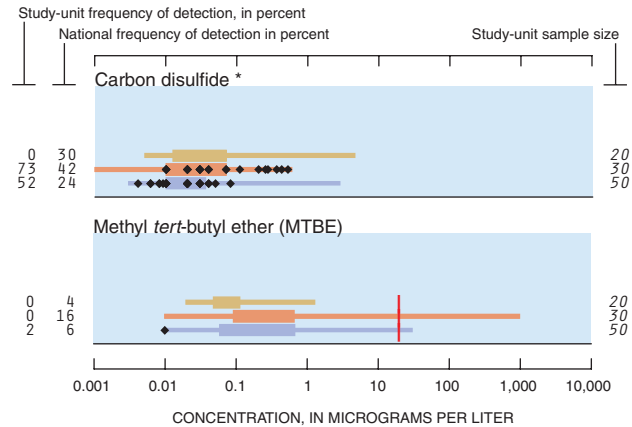 Study-unit frequency of detection, in percent
National frequency of detection in percent
Study-unit sample size
Carbon disulfide *
0 30 20
73 42 30
52 24 50
Methyl tert-butyl ether (MTBE)
0 4 20
0 16 30
2 6 50
0.001 0.01 0.1 1 10 100 1,000 10,000
CONCENTRATION, IN MICROGRAMS PER LITER